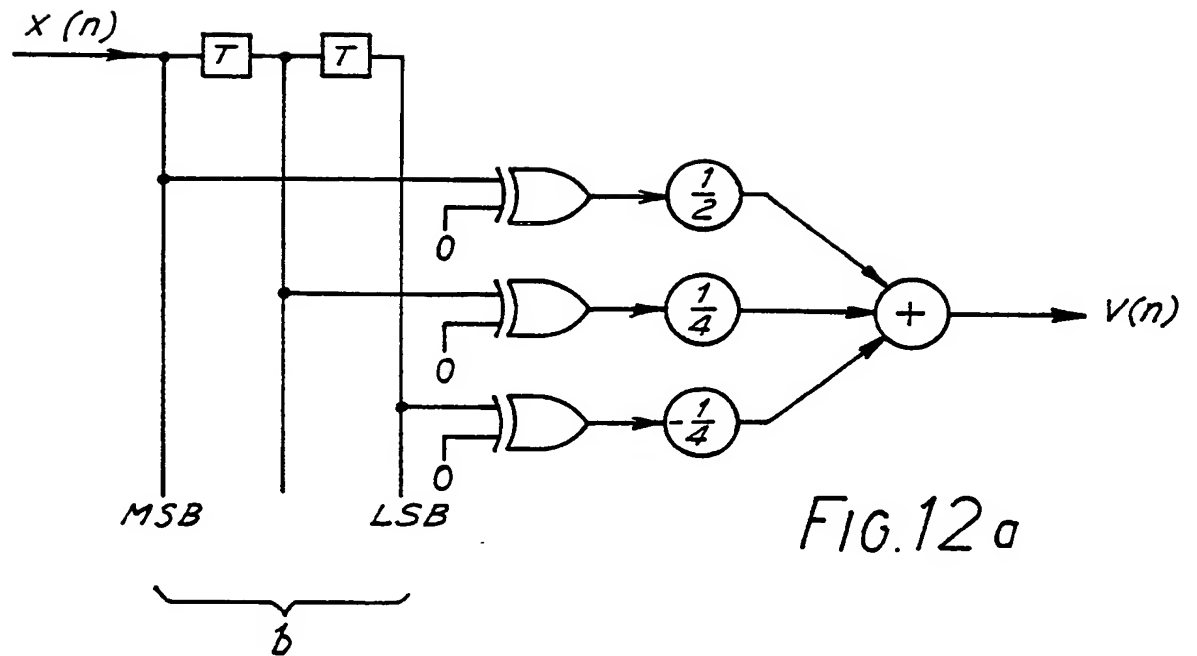 x (n)
T T
1/2
0
1/4
0
-1/4
0
+
v(n)
MSB LSB
b
FIG.12a